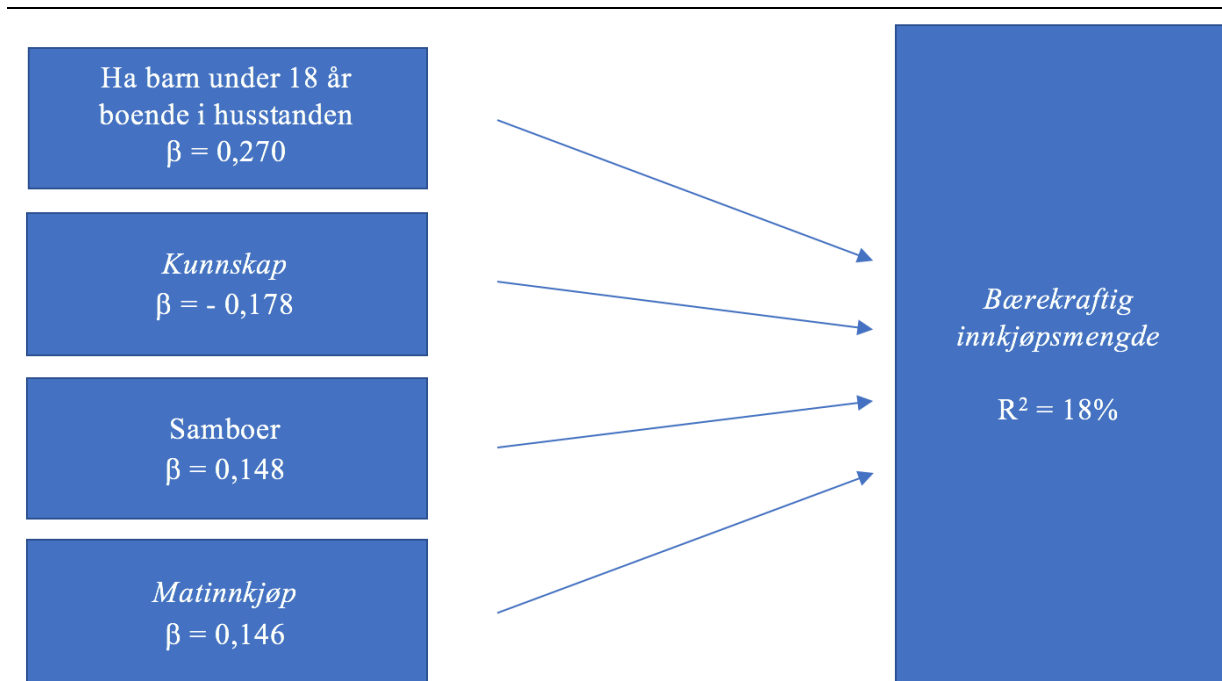 Ha barn under 18 år
boende i husstanden
β = 0,270
Kunnskap
β = - 0,178
Samboer
β = 0,148
Matinnkjøp
β = 0,146
Bærekraftig
innkjøpsmengde
R² = 18%